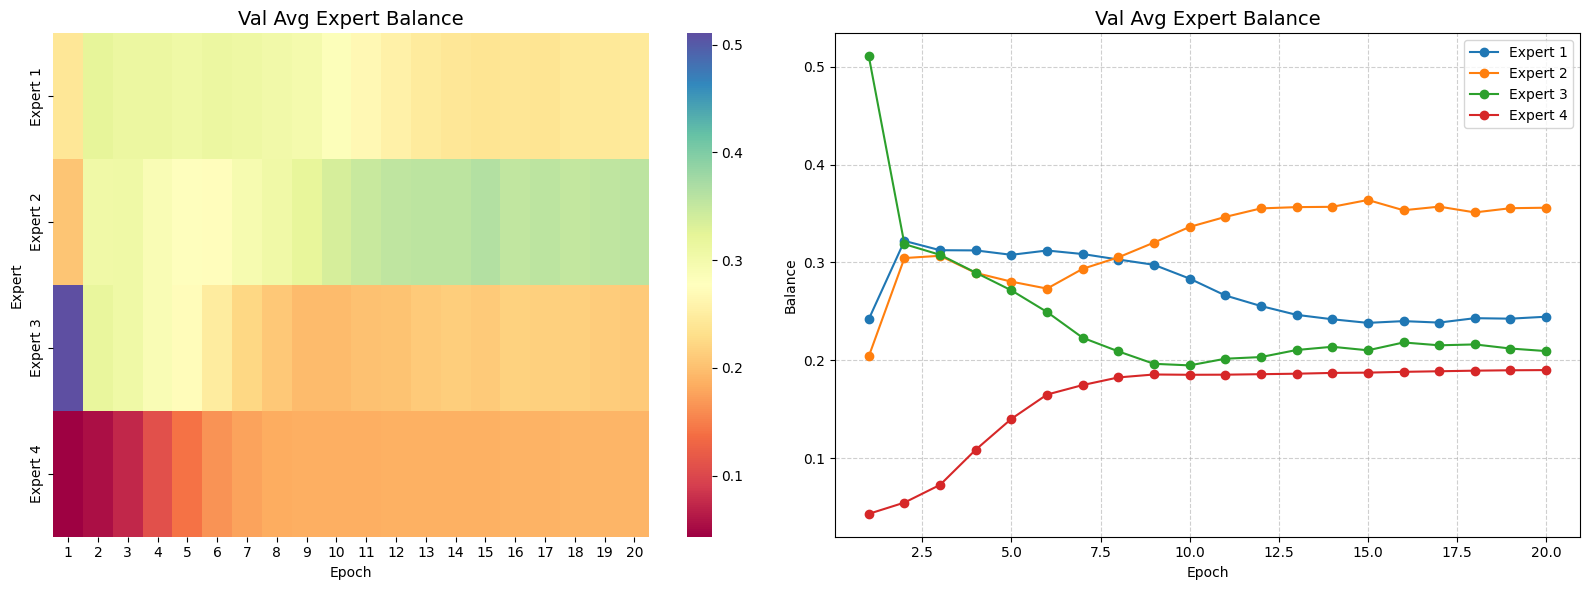 Val Avg Expert Balance
Expert
Expert 1
Expert 2
Expert 3
Expert 4
1 2 3 4 5 6 7 8 9 10 11 12 13 14 15 16 17 18 19 20
Epoch
0.5
0.4
0.3
0.2
0.1
Val Avg Expert Balance
Balance
0.5
0.4
0.3
0.2
0.1
2.5 5.0 7.5 10.0 12.5 15.0 17.5 20.0
Epoch
Expert 1
Expert 2
Expert 3
Expert 4